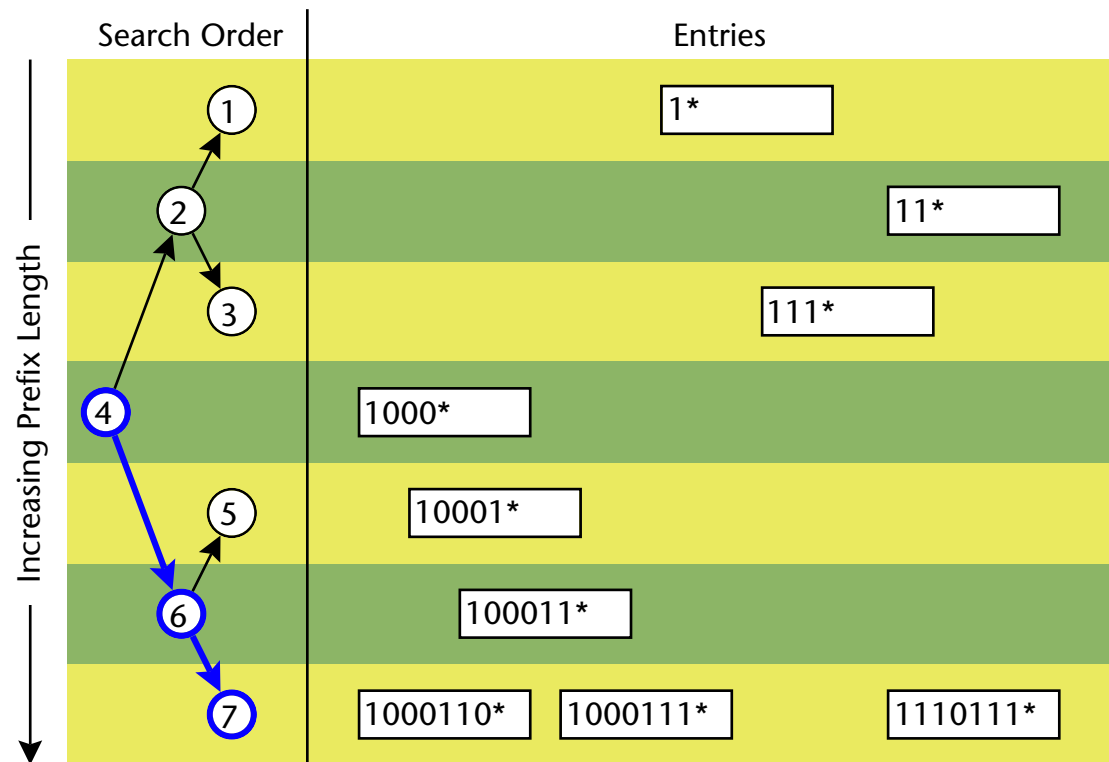 Search Order Entries
Increasing Prefix Length
1 1*
2 11*
3 111*
4 1000*
5 10001*
6 100011*
7 1000110* 1000111* 1110111*